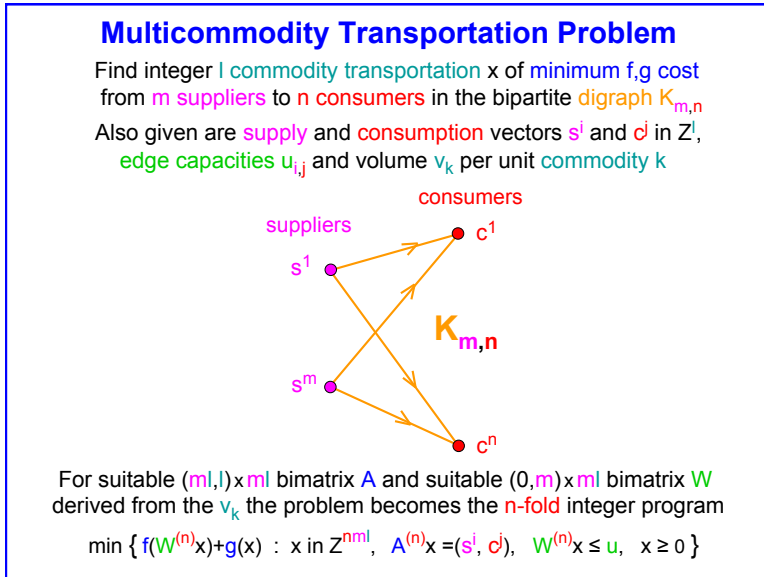 Multicommodity Transportation Problem
Find integer l commodity transportation x of minimum f,g cost
from m suppliers to n consumers in the bipartite digraph Kₘ,ₙ
Also given are supply and consumption vectors sⁱ and cʲ in Zˡ,
edge capacities uᵢ,ⱼ and volume vₖ per unit commodity k
consumers
suppliers
c¹
s¹
Kₘ,ₙ
sᵐ
cⁿ
For suitable (ml,l) x ml bimatrix A and suitable (0,m) x ml bimatrix W
derived from the vₖ the problem becomes the n-fold integer program
min { f(W⁽ⁿ⁾x)+g(x) : x in Zⁿᵐˡ, A⁽ⁿ⁾x =(sⁱ, cʲ), W⁽ⁿ⁾x ≤ u, x ≥ 0 }